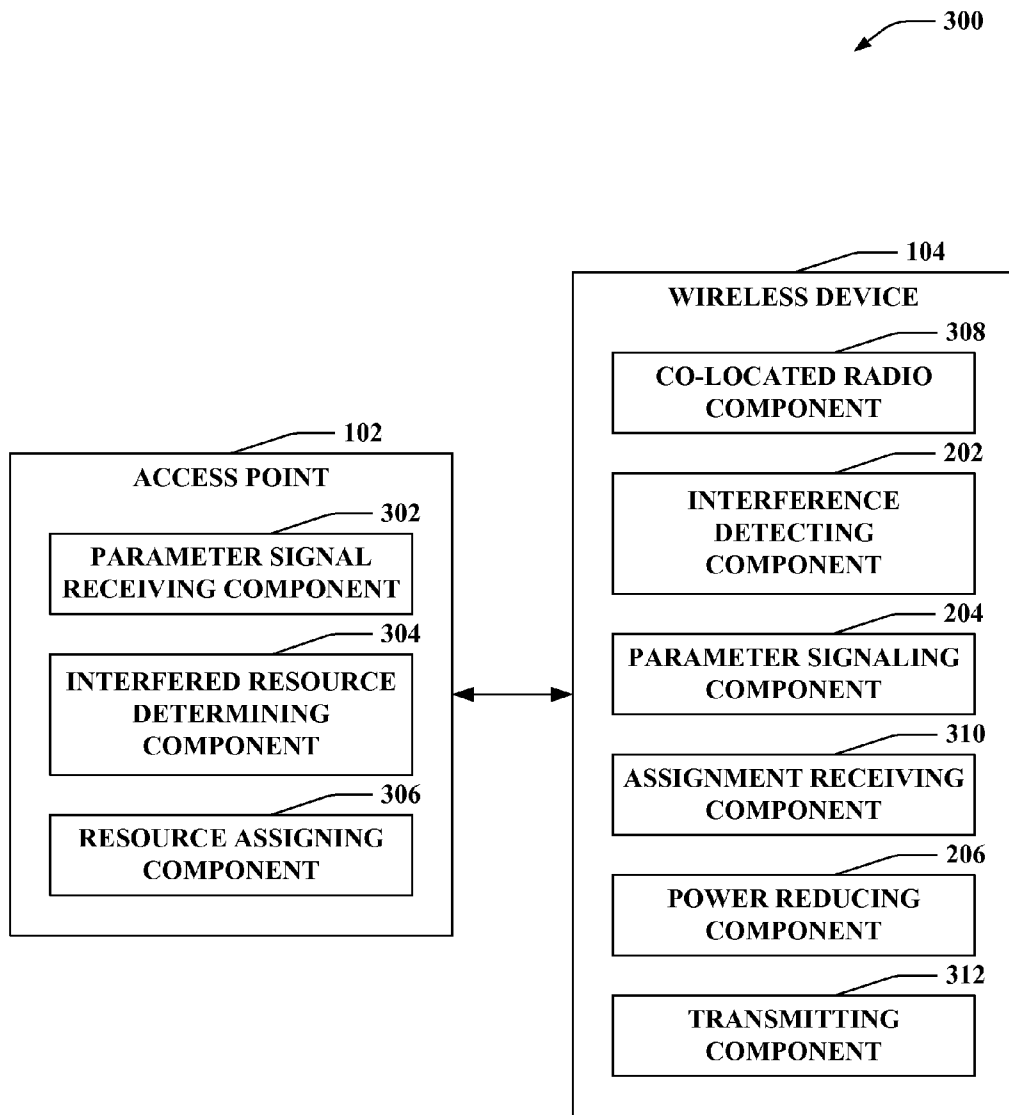 300
104
WIRELESS DEVICE
308
CO-LOCATED RADIO
COMPONENT
102
ACCESS POINT
202
INTERFERENCE
DETECTING
COMPONENT
302
PARAMETER SIGNAL
RECEIVING COMPONENT
204
PARAMETER SIGNALING
COMPONENT
304
INTERFERED RESOURCE
DETERMINING
COMPONENT
310
ASSIGNMENT RECEIVING
COMPONENT
306
RESOURCE ASSIGNING
COMPONENT
206
POWER REDUCING
COMPONENT
312
TRANSMITTING
COMPONENT